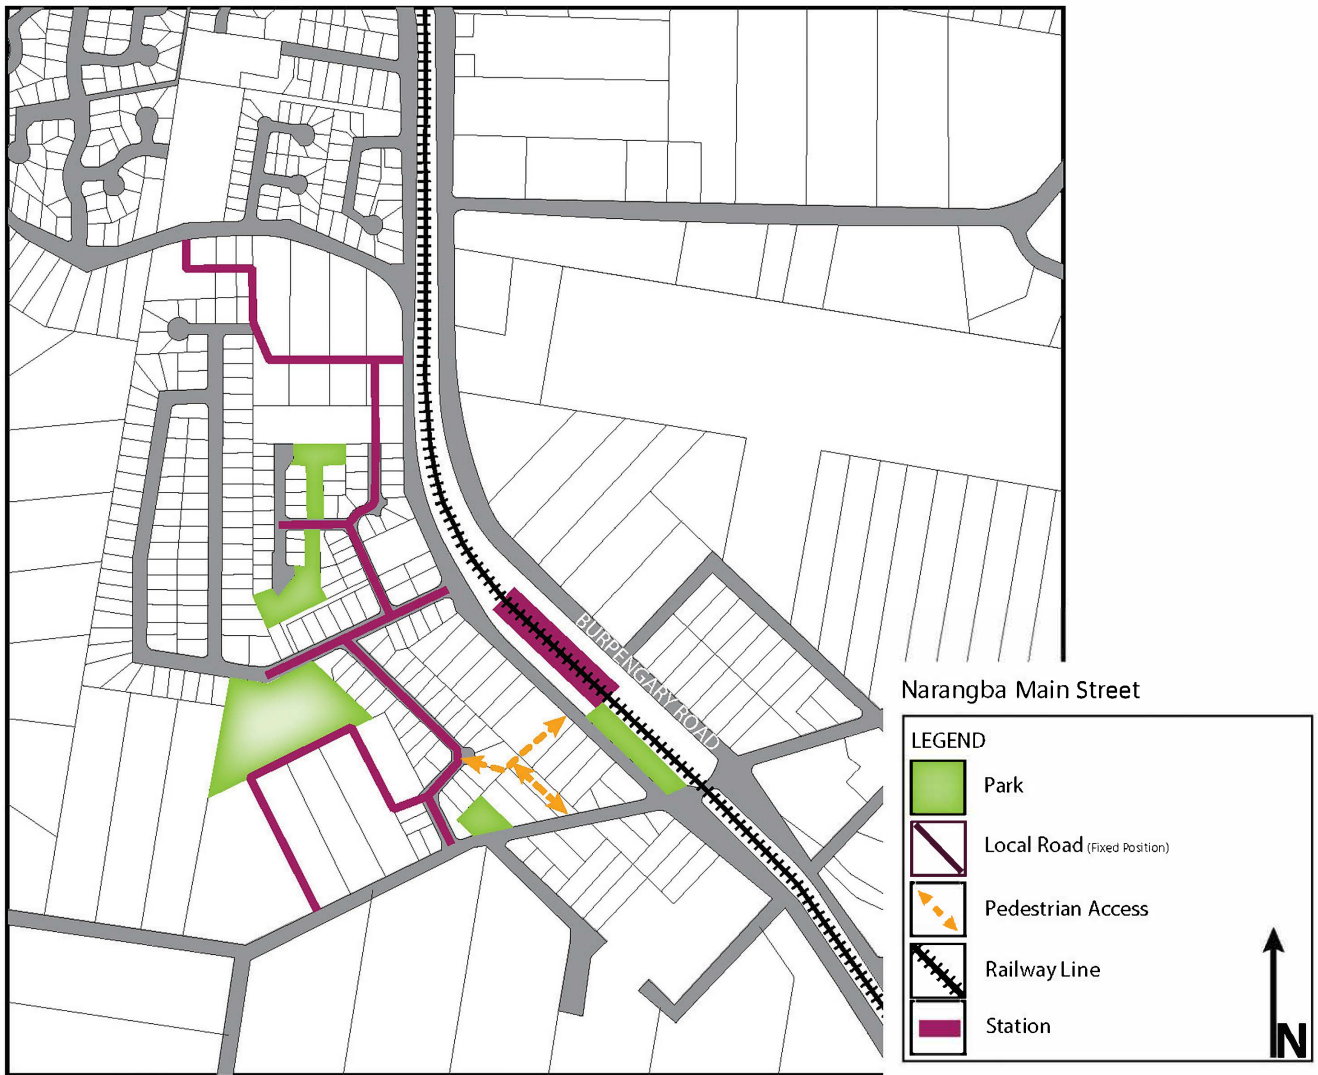 BURPENGARY ROAD
Narangba Main Street
LEGEND
Park
Local Road (Fixed Position)
Pedestrian Access
Railway Line
Station
N